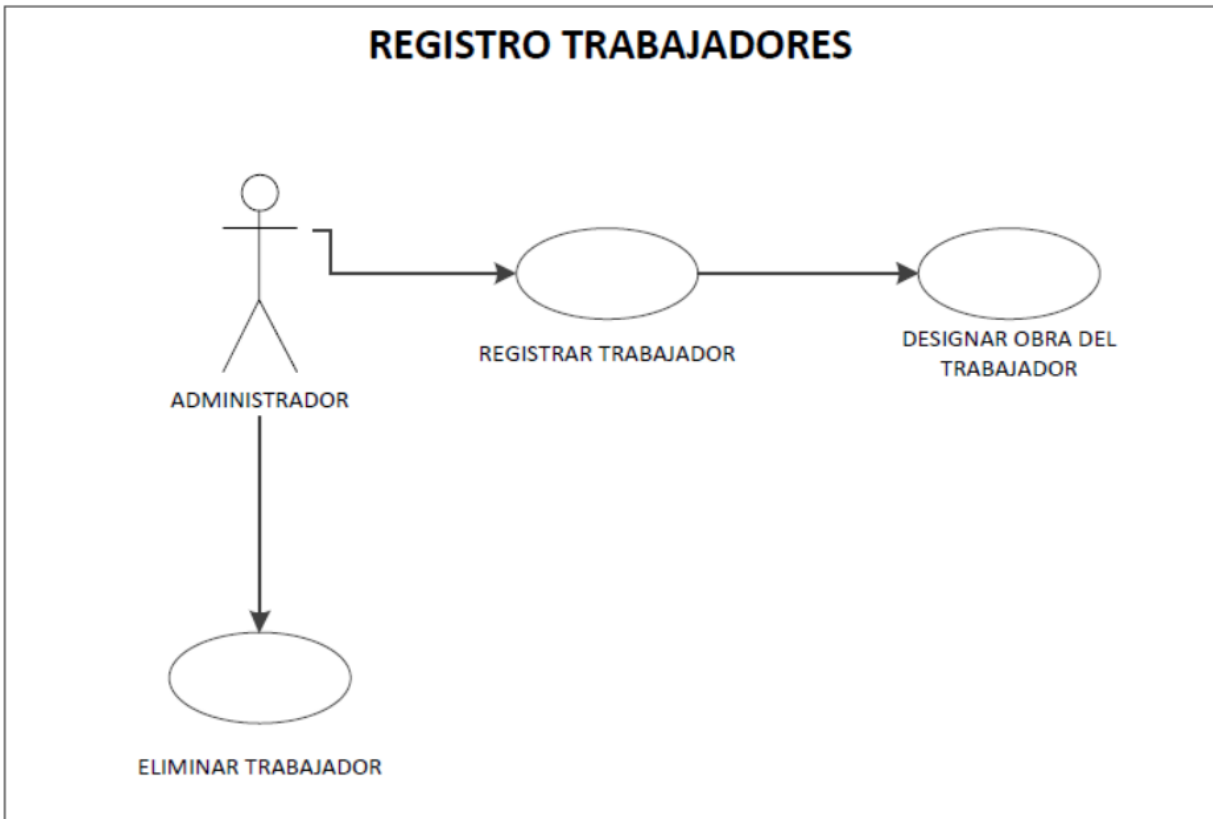 REGISTRO TRABAJADORES
REGISTRAR TRABAJADOR
DESIGNAR OBRA DEL
TRABAJADOR
ADMINISTRADOR
ELIMINAR TRABAJADOR